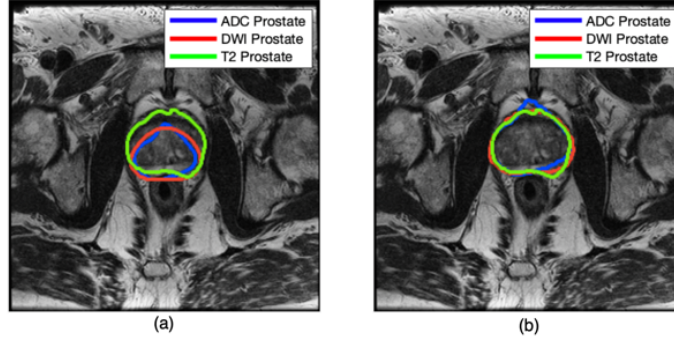 ADC Prostate
DWI Prostate
T2 Prostate
ADC Prostate
DWI Prostate
T2 Prostate
(a)
(b)